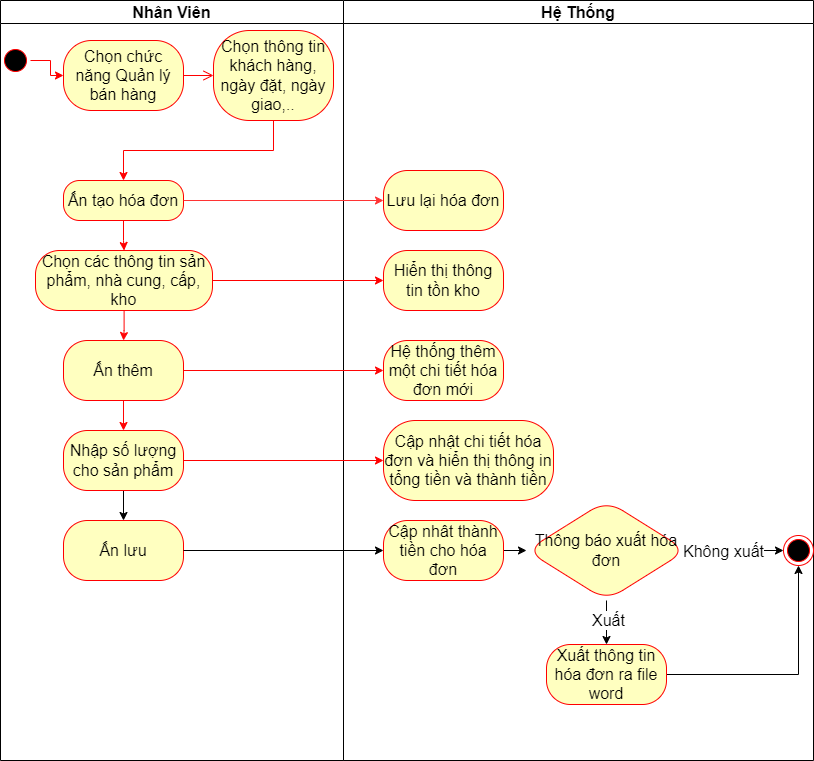 Nhân Viên
Hệ Thống
Chọn chức
năng Quản lý
bán hàng
Chọn thông tin
khách hàng,
ngày đặt, ngày
giao,..
Ấn tạo hóa đơn
Lưu lại hóa đơn
Chọn các thông tin sản
phẩm, nhà cung, cấp,
kho
Hiển thị thông
tin tồn kho
Ấn thêm
Hệ thống thêm
một chi tiết hóa
đơn mới
Nhập số lượng
cho sản phẩm
Cập nhật chi tiết hóa
đơn và hiển thị thông in
tổng tiền và thành tiền
Ấn lưu
Cập nhât thành
tiền cho hóa
đơn
Thông báo xuất hóa
đơn
Không xuất
Xuất
Xuất thông tin
hóa đơn ra file
word